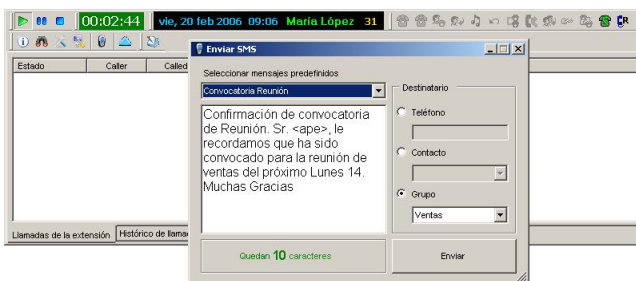 00:02:44 vie, 20 feb 2006 09:06 María López 31
Enviar SMS
Estado Caller Called
Seleccionar mensajes predefinidos
Convocatoria Reunión
Destinatario
Confirmación de convocatoria
de Reunión. Sr. <ape>, le
recordamos que ha sido
convocado para la reunión de
ventas del próximo Lunes 14.
Muchas Gracias
Teléfono
Contacto
Grupo
Ventas
Llamadas de la extensión Histórico de llama
Quedan 10 caracteres
Enviar